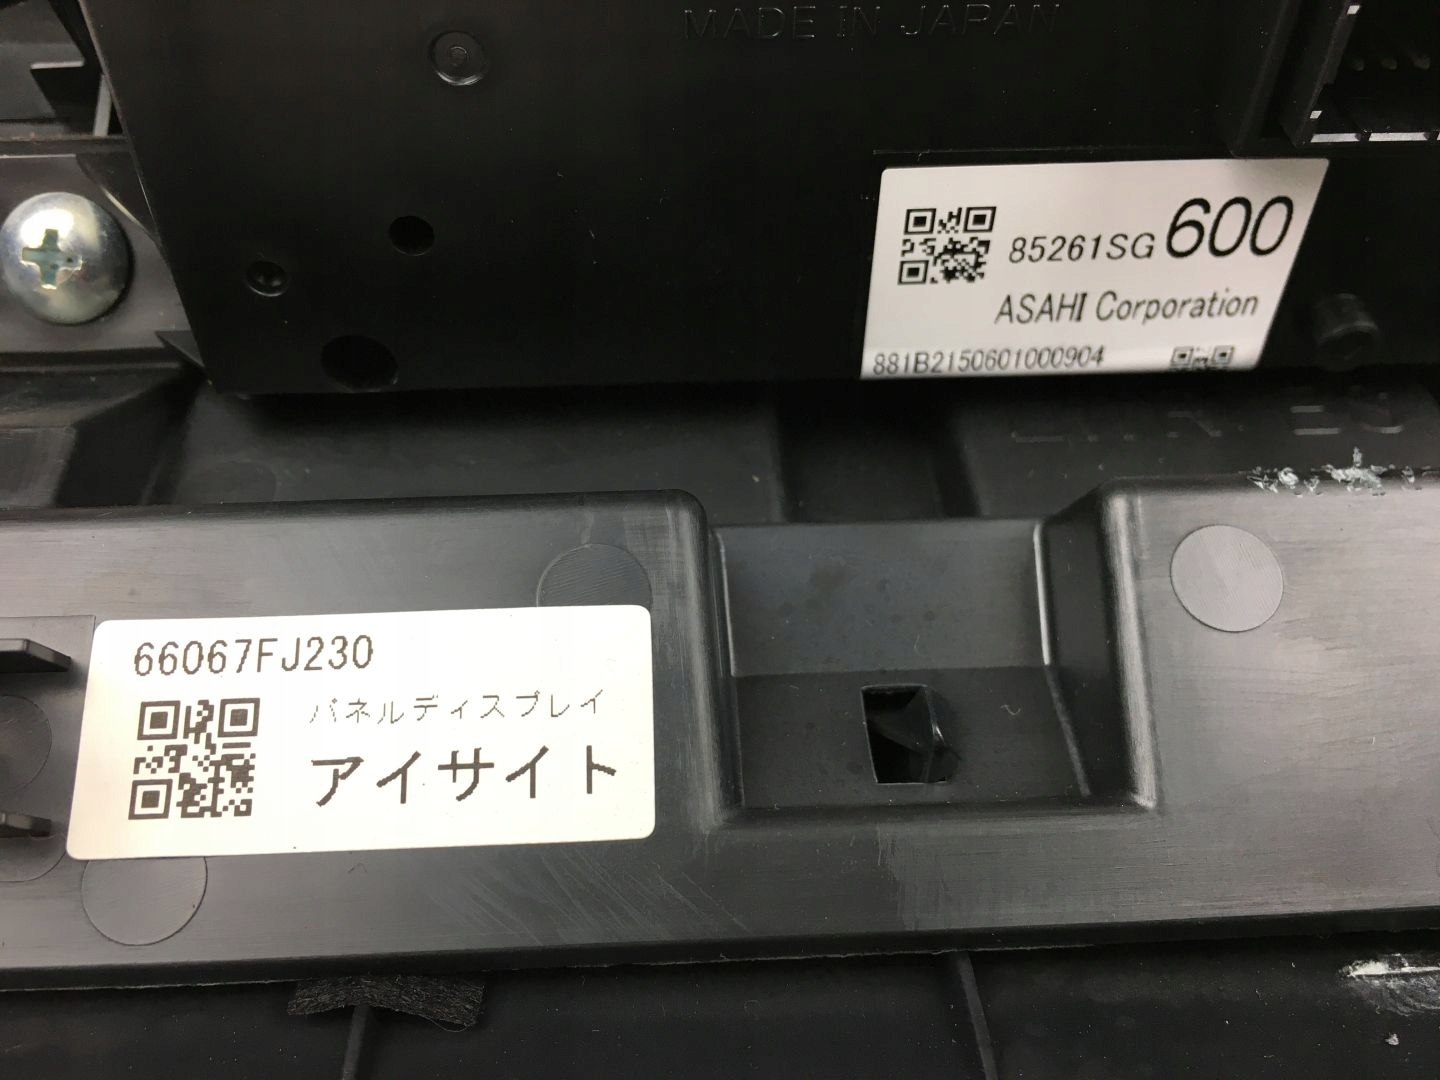 MADE IN JAPAN
85261SG600
ASAHI Corporation
881B2150601000904
66067FJ230
パネルディスプレイ
アイサイト